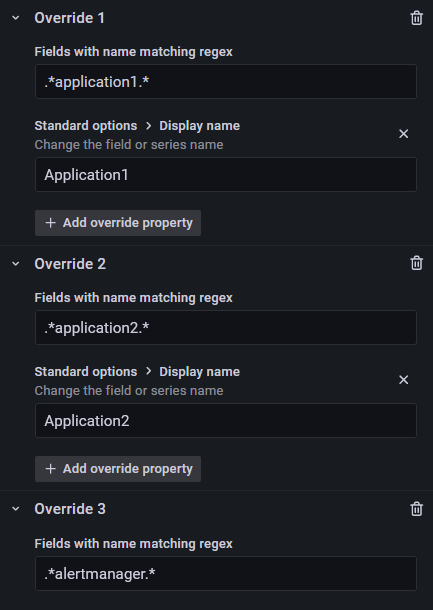 Override 1
Fields with name matching regex
.*application1.*
Standard options > Display name
Change the field or series name
Application1
+ Add override property
Override 2
Fields with name matching regex
.*application2.*
Standard options > Display name
Change the field or series name
Application2
+ Add override property
Override 3
Fields with name matching regex
.*alertmanager.*